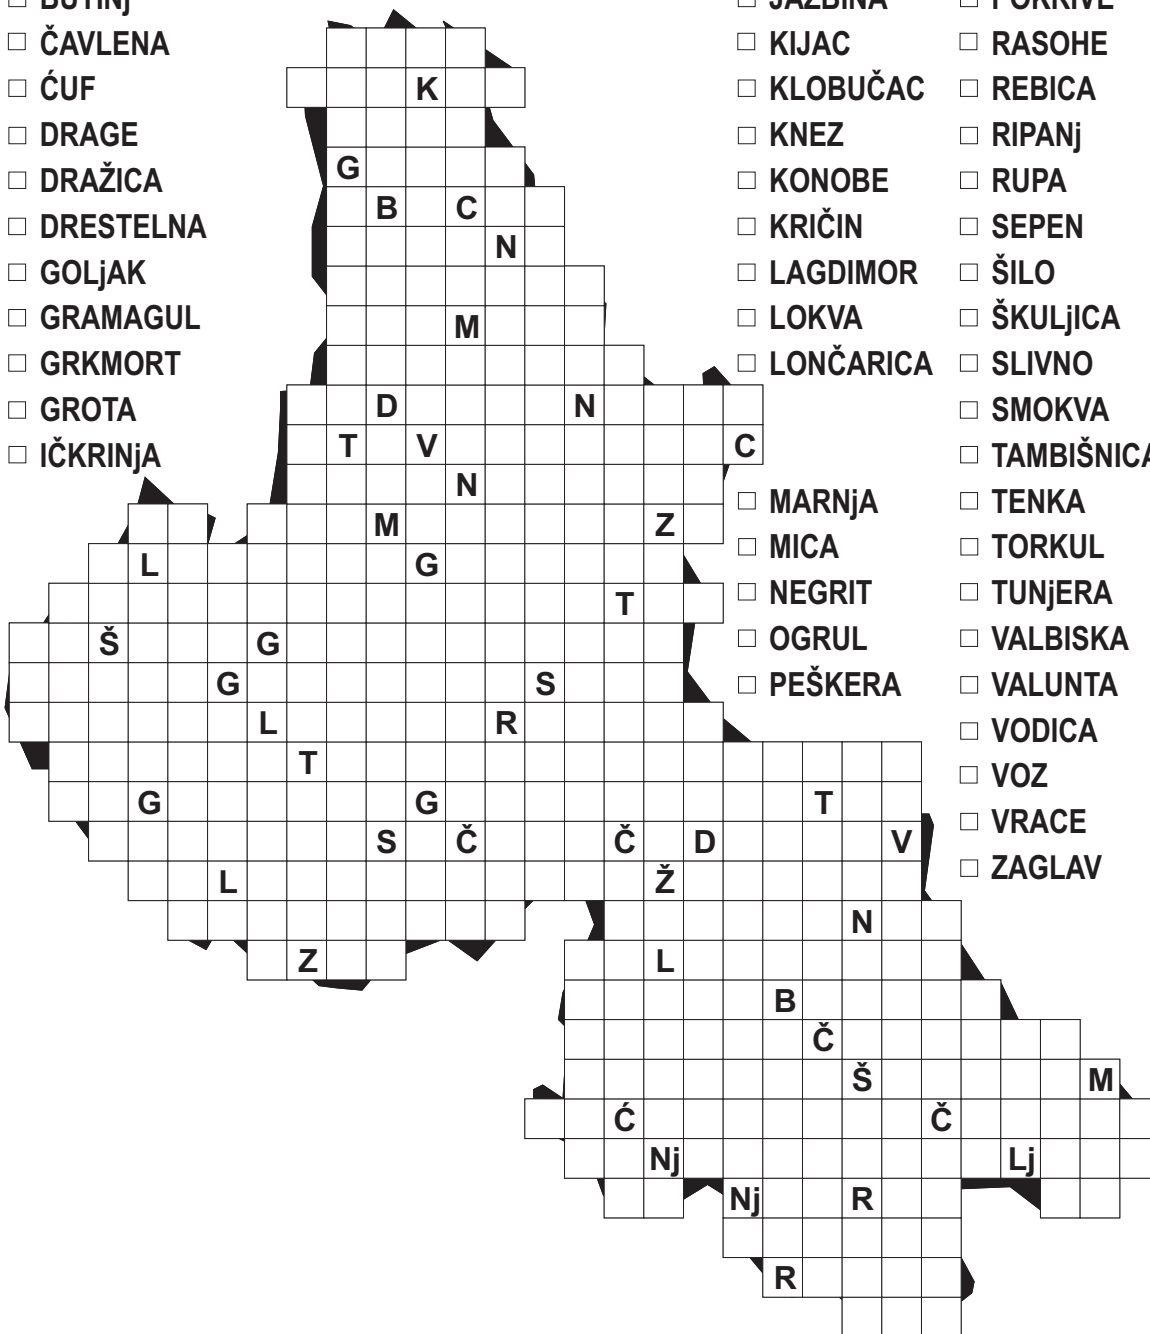 BUTINj
ČAVLENA
ĆUF
DRAGE
DRAŽICA
DRESTELNA
GOLjAK
GRAMAGUL
GRKMORT
GROTA
IČKRINjA
JAZBINA
KIJAC
KLOBUČAC
KNEZ
KONOBE
KRIČIN
LAGDIMOR
LOKVA
LONČARICA
MARNjA
MICA
NEGRIT
OGRUL
PEŠKERA
POKRIVE
RASOHE
REBICA
RIPANj
RUPA
SEPEN
ŠILO
ŠKULjICA
SLIVNO
SMOKVA
TAMBIŠNICA
TENKA
TORKUL
TUNjERA
VALBISKA
VALUNTA
VODICA
VOZ
VRACE
ZAGLAV
K
G
B C
N
M
D N
T V C
N
M Z
L G
T
Š G
G S
L R
T
G G T
S Č Č D V
L Ž
N
Z L
B
Č
Š M
Ć Č
Nj Lj
Nj R
R